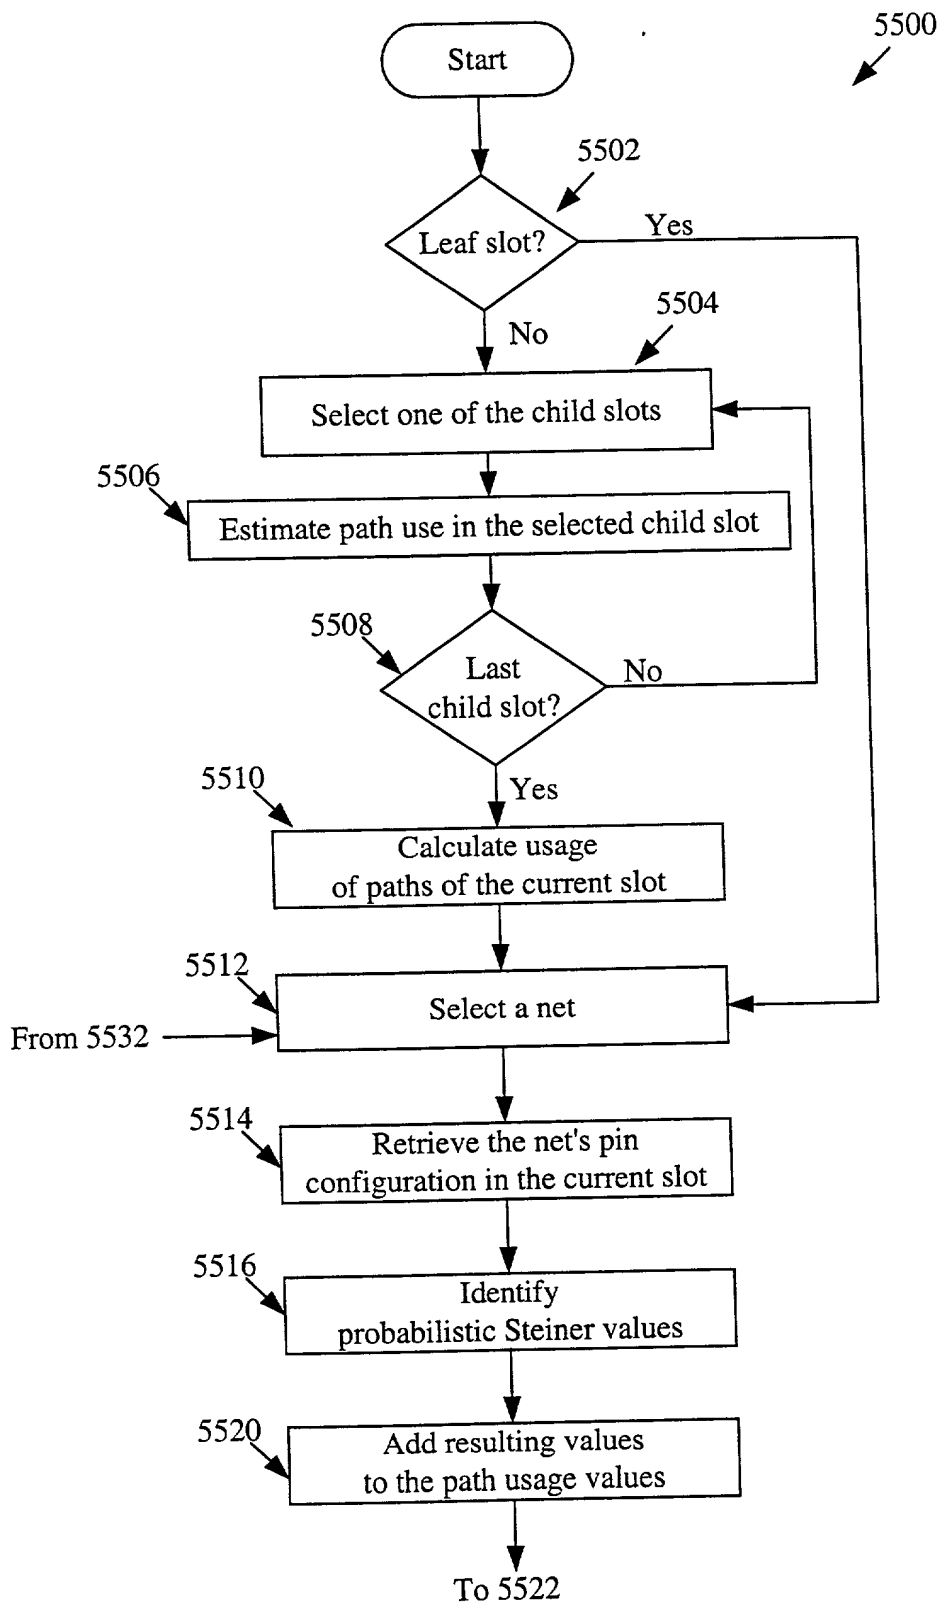 5500
Start
5502
Leaf slot?
Yes
No
5504
Select one of the child slots
5506
Estimate path use in the selected child slot
5508
Last
child slot?
No
Yes
5510
Calculate usage
of paths of the current slot
5512
Select a net
From 5532
5514
Retrieve the net's pin
configuration in the current slot
5516
Identify
probabilistic Steiner values
5520
Add resulting values
to the path usage values
To 5522